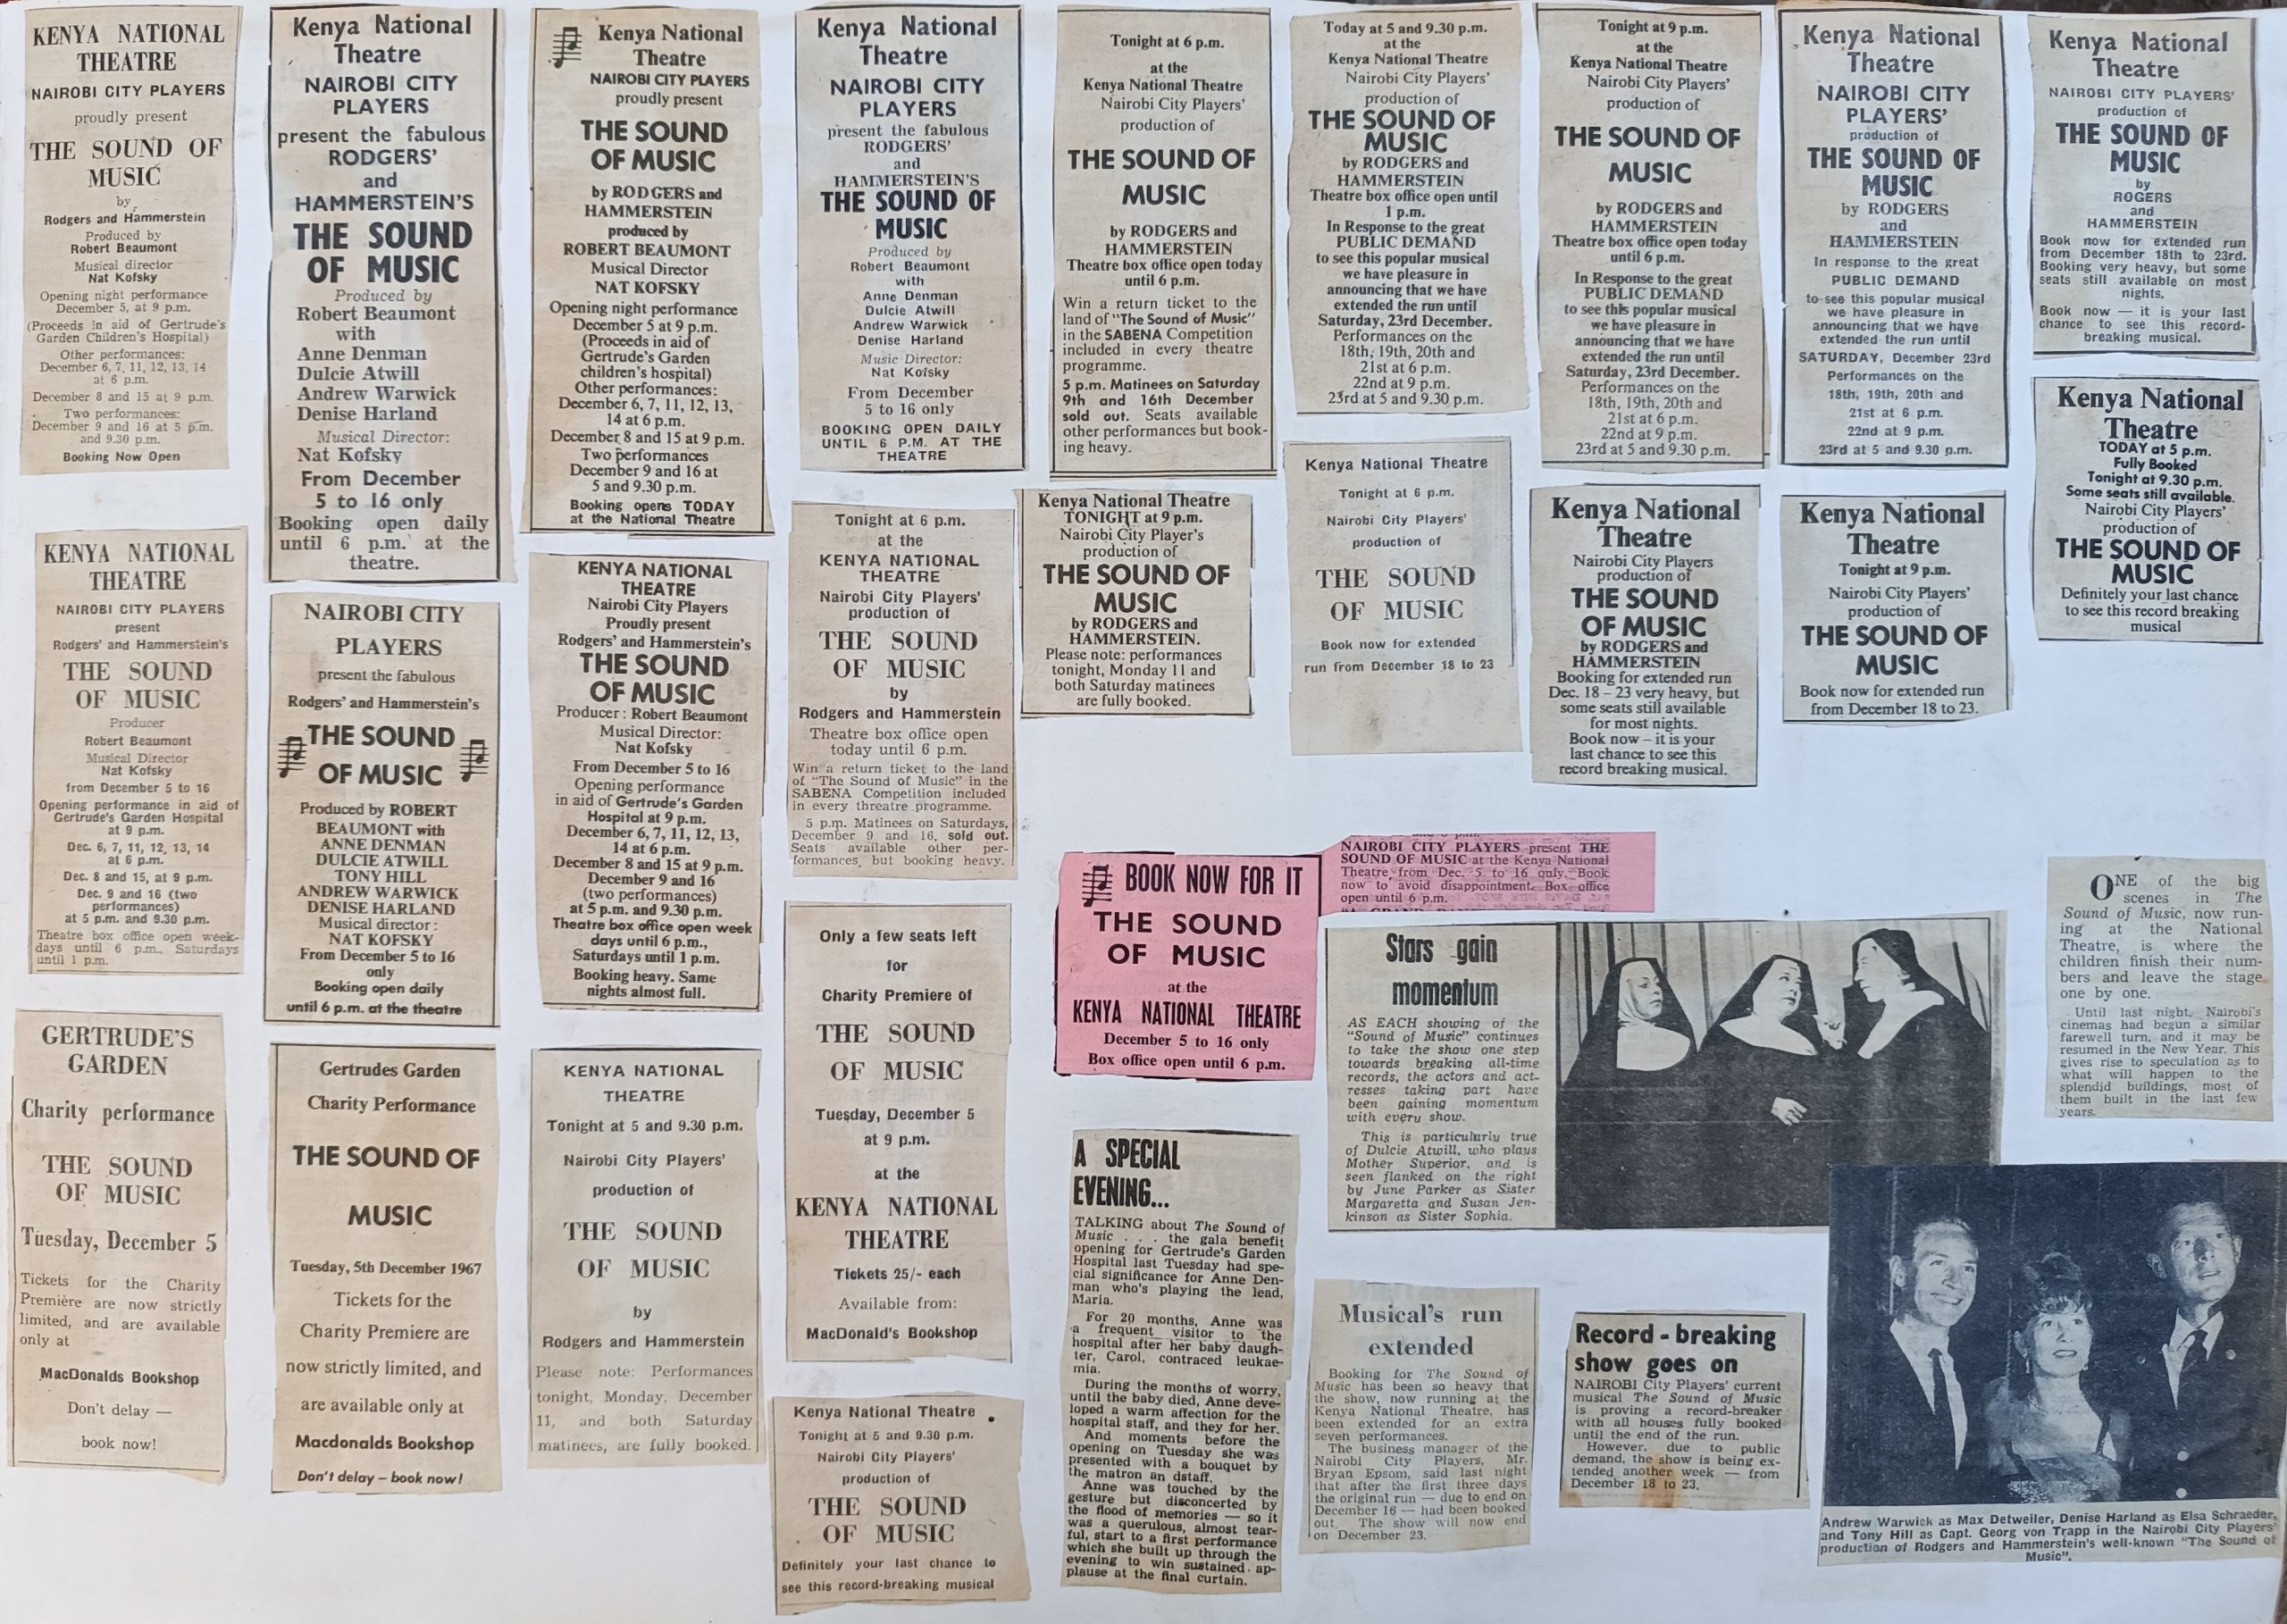 KENYA NATIONAL
THEATRE
NAIROBI CITY PLAYERS
proudly present
THE SOUND OF
MUSIC
by
Rodgers and Hammerstein
Produced by
Robert Beaumont
Musical director
Nat Kofsky
Opening night performance
December 5, at 9 p.m.
(Proceeds in aid of Gertrude's
Garden Children's Hospital)
Other performances:
December 6, 7, 11, 12, 13, 14
at 6 p.m.
December 8 and 15 at 9 p.m.
Two performances:
December 9 and 16 at 5 p.m.
and 9.30 p.m.
Booking Now Open
KENYA NATIONAL
THEATRE
NAIROBI CITY PLAYERS
present
Rodgers' and Hammerstein's
THE SOUND
OF MUSIC
Producer
Robert Beaumont
Musical Director
Nat Kofsky
from December 5 to 16
Opening performance in aid of
Gertrude's Garden Hospital
at 9 p.m.
Dec. 6, 7, 11, 12, 13, 14
at 6 p.m.
Dec. 8 and 15, at 9 p.m.
Dec. 9 and 16 (two
performances)
at 5 p.m. and 9.30 p.m.
Theatre box office open week-
days until 6 p.m., Saturdays
until 1 p.m.
GERTRUDE'S
GARDEN
Charity performance
THE SOUND
OF MUSIC
Tuesday, December 5
Tickets for the Charity
Première are now strictly
limited, and are available
only at
MacDonalds Bookshop
Don't delay —
book now!
Kenya National
Theatre
NAIROBI CITY
PLAYERS
present the fabulous
RODGERS'
and
HAMMERSTEIN'S
THE SOUND
OF MUSIC
Produced by
Robert Beaumont
with
Anne Denman
Dulcie Atwill
Andrew Warwick
Denise Harland
Musical Director:
Nat Kofsky
From December
5 to 16 only
Booking open daily
until 6 p.m. at the
theatre.
NAIROBI CITY
PLAYERS
present the fabulous
Rodgers' and Hammerstein's
THE SOUND
OF MUSIC
Produced by ROBERT
BEAUMONT with
ANNE DENMAN
DULCIE ATWILL
TONY HILL
ANDREW WARWICK
DENISE HARLAND
Musical director:
NAT KOFSKY
From December 5 to 16
only
Booking open daily
until 6 p.m. at the theatre
Gertrudes Garden
Charity Performance
THE SOUND OF
MUSIC
Tuesday, 5th December 1967
Tickets for the
Charity Premiere are
now strictly limited, and
are available only at
Macdonalds Bookshop
Don't delay – book now!
Kenya National
Theatre
NAIROBI CITY PLAYERS
proudly present
THE SOUND
OF MUSIC
by RODGERS and
HAMMERSTEIN
produced by
ROBERT BEAUMONT
Musical Director
NAT KOFSKY
Opening night performance
December 5 at 9 p.m.
(Proceeds in aid of
Gertrude's Garden
children's hospital)
Other performances:
December 6, 7, 11, 12, 13,
14 at 6 p.m.
December 8 and 15 at 9 p.m.
Two performances
December 9 and 16 at
5 and 9.30 p.m.
Booking opens TODAY
at the National Theatre
KENYA NATIONAL
THEATRE
Nairobi City Players
Proudly present
Rodgers' and Hammerstein's
THE SOUND
OF MUSIC
Producer: Robert Beaumont
Musical Director:
Nat Kofsky
From December 5 to 16
Opening performance
in aid of Gertrude's Garden
Hospital at 9 p.m.
December 6, 7, 11, 12, 13,
14 at 6 p.m.
December 8 and 15 at 9 p.m.
December 9 and 16
(two performances)
at 5 p.m. and 9.30 p.m.
Theatre box office open week
days until 6 p.m.,
Saturdays until 1 p.m.
Booking heavy. Same
nights almost full.
KENYA NATIONAL
THEATRE
Tonight at 5 and 9.30 p.m.
Nairobi City Players'
production of
THE SOUND
OF MUSIC
by
Rodgers and Hammerstein
Please note: Performances
tonight, Monday, December
11, and both Saturday
matinees, are fully booked.
Kenya National
Theatre
NAIROBI CITY
PLAYERS
present the fabulous
RODGERS'
and
HAMMERSTEIN'S
THE SOUND OF
MUSIC
Produced by
Robert Beaumont
with
Anne Denman
Dulcie Atwill
Andrew Warwick
Denise Harland
Music Director:
Nat Kofsky
From December
5 to 16 only
BOOKING OPEN DAILY
UNTIL 6 P.M. AT THE
THEATRE
Tonight at 6 p.m.
at the
KENYA NATIONAL
THEATRE
Nairobi City Players'
production of
THE SOUND
OF MUSIC
by
Rodgers and Hammerstein
Theatre box office open
today until 6 p.m.
Win a return ticket to the land
of "The Sound of Music" in the
SABENA Competition included
in every threatre programme.
5 p.m. Matinees on Saturdays,
December 9 and 16, sold out.
Seats available other per-
formances, but booking heavy.
Only a few seats left
for
Charity Premiere of
THE SOUND
OF MUSIC
Tuesday, December 5
at 9 p.m.
at the
KENYA NATIONAL
THEATRE
Tickets 25/- each
Available from:
MacDonald's Bookshop
Kenya National Theatre
Tonight at 5 and 9.30 p.m.
Nairobi City Players'
production of
THE SOUND
OF MUSIC
Definitely your last chance to
see this record-breaking musical
Tonight at 6 p.m.
at the
Kenya National Theatre
Nairobi City Players'
production of
THE SOUND OF
MUSIC
by RODGERS and
HAMMERSTEIN
Theatre box office open today
until 6 p.m.
Win a return ticket to the
land of "The Sound of Music"
in the SABENA Competition
included in every theatre
programme.
5 p.m. Matinees on Saturday
9th and 16th December
sold out. Seats available
other performances but book-
ing heavy.
Kenya National Theatre
TONIGHT at 9 p.m.
Nairobi City Player's
production of
THE SOUND OF
MUSIC
by RODGERS and
HAMMERSTEIN.
Please note: performances
tonight, Monday 11 and
both Saturday matinees
are fully booked.
BOOK NOW FOR IT
THE SOUND
OF MUSIC
at the
KENYA NATIONAL THEATRE
December 5 to 16 only
Box office open until 6 p.m.
NAIROBI CITY PLAYERS present THE
SOUND OF MUSIC at the Kenya National
Theatre from Dec. 5 to 16 only. Book
now to avoid disappointment. Box office
open until 6 p.m.
A SPECIAL
EVENING...
TALKING about The Sound of
Music . . . the gala benefit
opening for Gertrude's Garden
Hospital last Tuesday had spe-
cial significance for Anne Den-
man who's playing the lead,
Maria.
For 20 months, Anne was
a frequent visitor to the
hospital after her baby daugh-
ter, Carol, contraced leukae-
mia.
During the months of worry,
until the baby died, Anne deve-
loped a warm affection for the
hospital staff, and they for her.
And moments before the
opening on Tuesday she was
presented with a bouquet by
the matron an dstaff.
Anne was touched by the
gesture but disconcerted by
the flood of memories — so it
was a querulous, almost tear-
ful, start to a first performance
which she built up through the
evening to win sustained ap-
plause at the final curtain.
Today at 5 and 9.30 p.m.
at the
Kenya National Theatre
Nairobi City Players'
production of
THE SOUND OF
MUSIC
by RODGERS and
HAMMERSTEIN
Theatre box office open until
1 p.m.
In Response to the great
PUBLIC DEMAND
to see this popular musical
we have pleasure in
announcing that we have
extended the run until
Saturday, 23rd December.
Performances on the
18th, 19th, 20th and
21st at 6 p.m.
22nd at 9 p.m.
23rd at 5 and 9.30 p.m.
Kenya National Theatre
Tonight at 6 p.m.
Nairobi City Players'
production of
THE SOUND
OF MUSIC
Book now for extended
run from December 18 to 23
Stars gain
momentum
AS EACH showing of the
"Sound of Music" continues
to take the show one step
towards breaking all-time
records, the actors and act-
resses taking part have
been gaining momentum
with every show.
This is particularly true
of Dulcie Atwill, who plays
Mother Superior, and is
seen flanked on the right
by June Parker as Sister
Margaretta and Susan Jen-
kinson as Sister Sophia.
Musical's run
extended
Booking for The Sound of
Music has been so heavy that
the show, now running at the
Kenya National Theatre, has
been extended for an extra
seven performances.
The business manager of the
Nairobi City Players, Mr.
Bryan Epsom, said last night
that after the first three days
the original run — due to end on
December 16 — had been booked
out. The show will now end
on December 23.
Tonight at 9 p.m.
at the
Kenya National Theatre
Nairobi City Players'
production of
THE SOUND OF
MUSIC
by RODGERS and
HAMMERSTEIN
Theatre box office open today
until 6 p.m.
In Response to the great
PUBLIC DEMAND
to see this popular musical
we have pleasure in
announcing that we have
extended the run until
Saturday, 23rd December.
Performances on the
18th, 19th, 20th and
21st at 6 p.m.
22nd at 9 p.m.
23rd at 5 and 9.30 p.m.
Kenya National
Theatre
Nairobi City Players
production of
THE SOUND
OF MUSIC
by RODGERS and
HAMMERSTEIN
Booking for extended run
Dec. 18 – 23 very heavy, but
some seats still available
for most nights.
Book now – it is your
last chance to see this
record breaking musical.
Record - breaking
show goes on
NAIROBI City Players' current
musical The Sound of Music
is proving a record-breaker
with all houses fully booked
until the end of the run.
However, due to public
demand, the show is being ex-
tended another week — from
December 18 to 23.
Kenya National
Theatre
NAIROBI CITY
PLAYERS'
production of
THE SOUND OF
MUSIC
by RODGERS
and
HAMMERSTEIN
In response to the great
PUBLIC DEMAND
to see this popular musical
we have pleasure in
announcing that we have
extended the run until
SATURDAY, December 23rd
Performances on the
18th, 19th, 20th and
21st at 6 p.m.
22nd at 9 p.m.
23rd at 5 and 9.30 p.m.
Kenya National
Theatre
Tonight at 9 p.m.
Nairobi City Players'
production of
THE SOUND OF
MUSIC
Book now for extended run
from December 18 to 23.
Kenya National
Theatre
NAIROBI CITY PLAYERS'
production of
THE SOUND OF
MUSIC
by
ROGERS
and
HAMMERSTEIN
Book now for extended run
from December 18th to 23rd.
Booking very heavy, but some
seats still available on most
nights.
Book now — it is your last
chance to see this record-
breaking musical.
Kenya National
Theatre
TODAY at 5 p.m.
Fully Booked
Tonight at 9.30 p.m.
Some seats still available.
Nairobi City Players'
production of
THE SOUND OF
MUSIC
Definitely your last chance
to see this record breaking
musical
ONE of the big
scenes in The
Sound of Music, now run-
ning at the National
Theatre, is where the
children finish their num-
bers and leave the stage
one by one.
Until last night, Nairobi's
cinemas had begun a similar
farewell turn, and it may be
resumed in the New Year. This
gives rise to speculation as to
what will happen to the
splendid buildings, most of
them built in the last few
years.
Andrew Warwick as Max Detweiler, Denise Harland as Elsa Schraeder,
and Tony Hill as Capt. Georg von Trapp in the Nairobi City Players'
production of Rodgers and Hammerstein's well-known "The Sound of
Music".